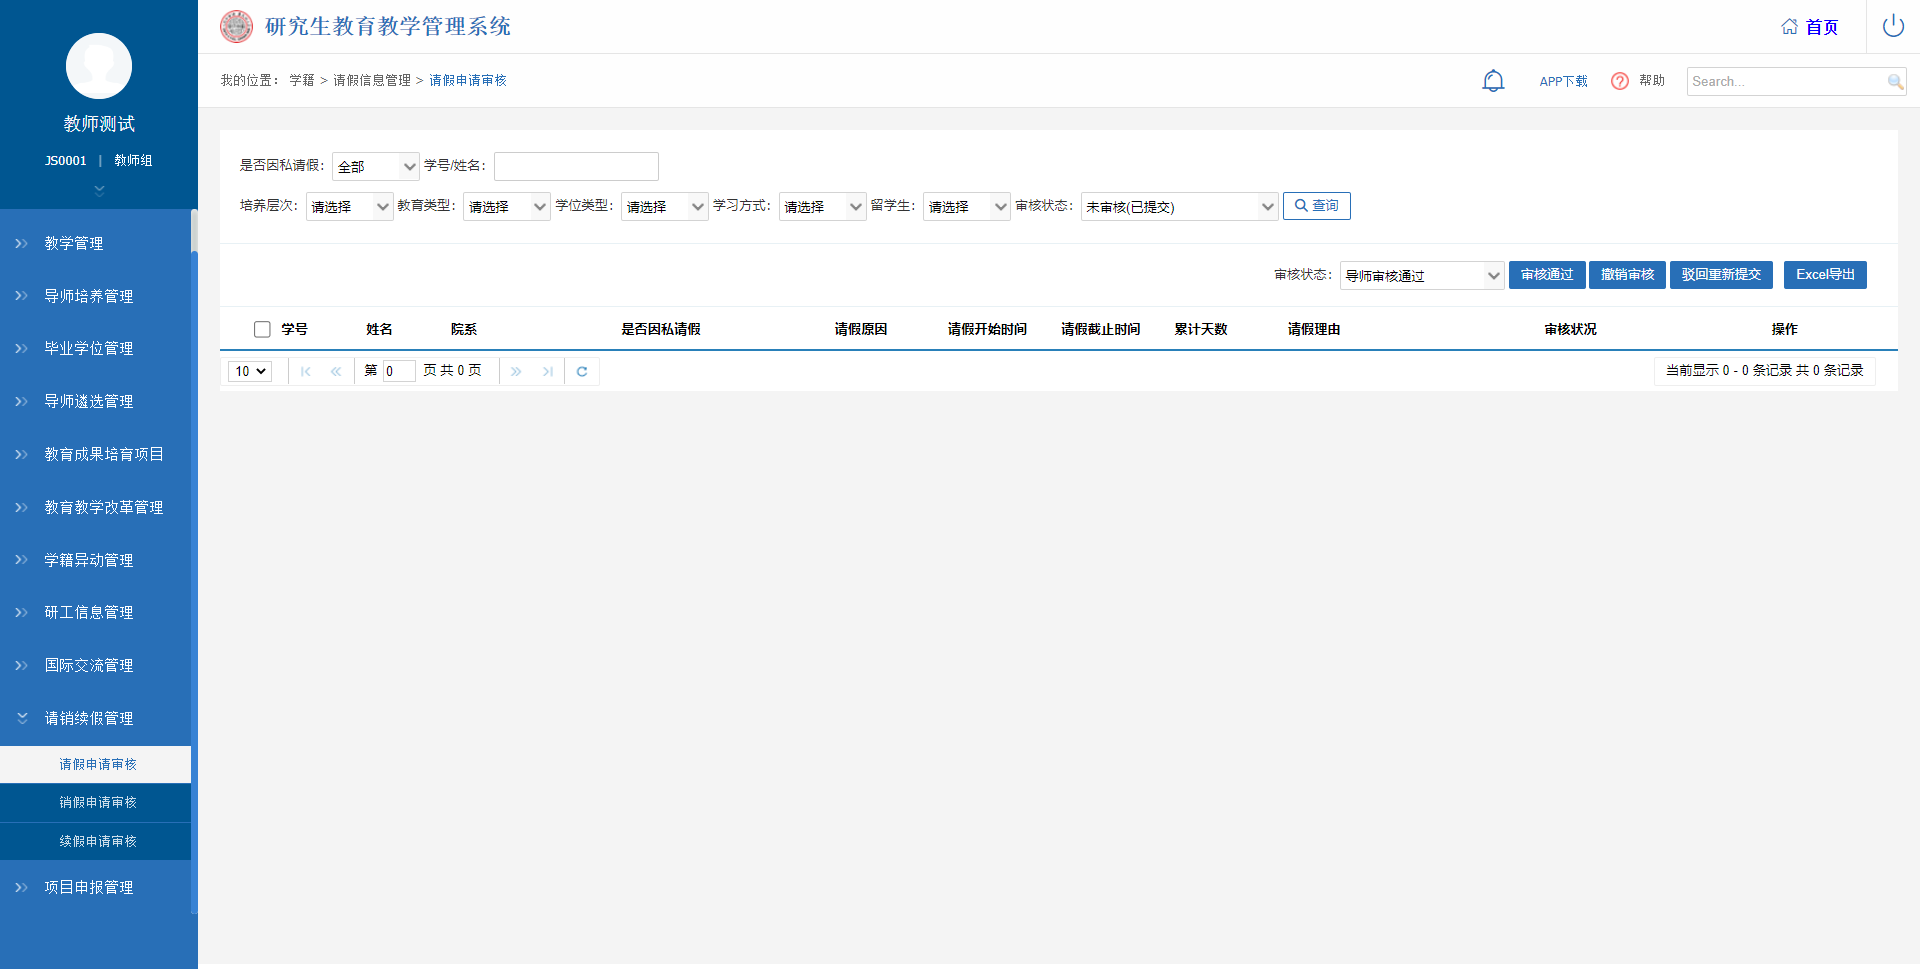 教师测试
JS0001 | 教师组
教学管理
导师培养管理
毕业学位管理
导师遴选管理
教育成果培育项目
教育教学改革管理
学籍异动管理
研工信息管理
国际交流管理
请销续假管理
请假申请审核
销假申请审核
续假申请审核
项目申报管理
研究生教育教学管理系统
首页
我的位置： 学籍 > 请假信息管理 > 请假申请审核
APP下载 帮助 Search...
是否因私请假: 全部 学号/姓名:
培养层次: 请选择 教育类型: 请选择 学位类型: 请选择 学习方式: 请选择 留学生: 请选择 审核状态: 未审核(已提交) 查询
审核状态: 导师审核通过 审核通过 撤销审核 驳回重新提交 Excel导出
学号 姓名 院系 是否因私请假 请假原因 请假开始时间 请假截止时间 累计天数 请假理由 审核状况 操作
10 第 0 页 共 0 页 当前显示 0 - 0 条记录 共 0 条记录